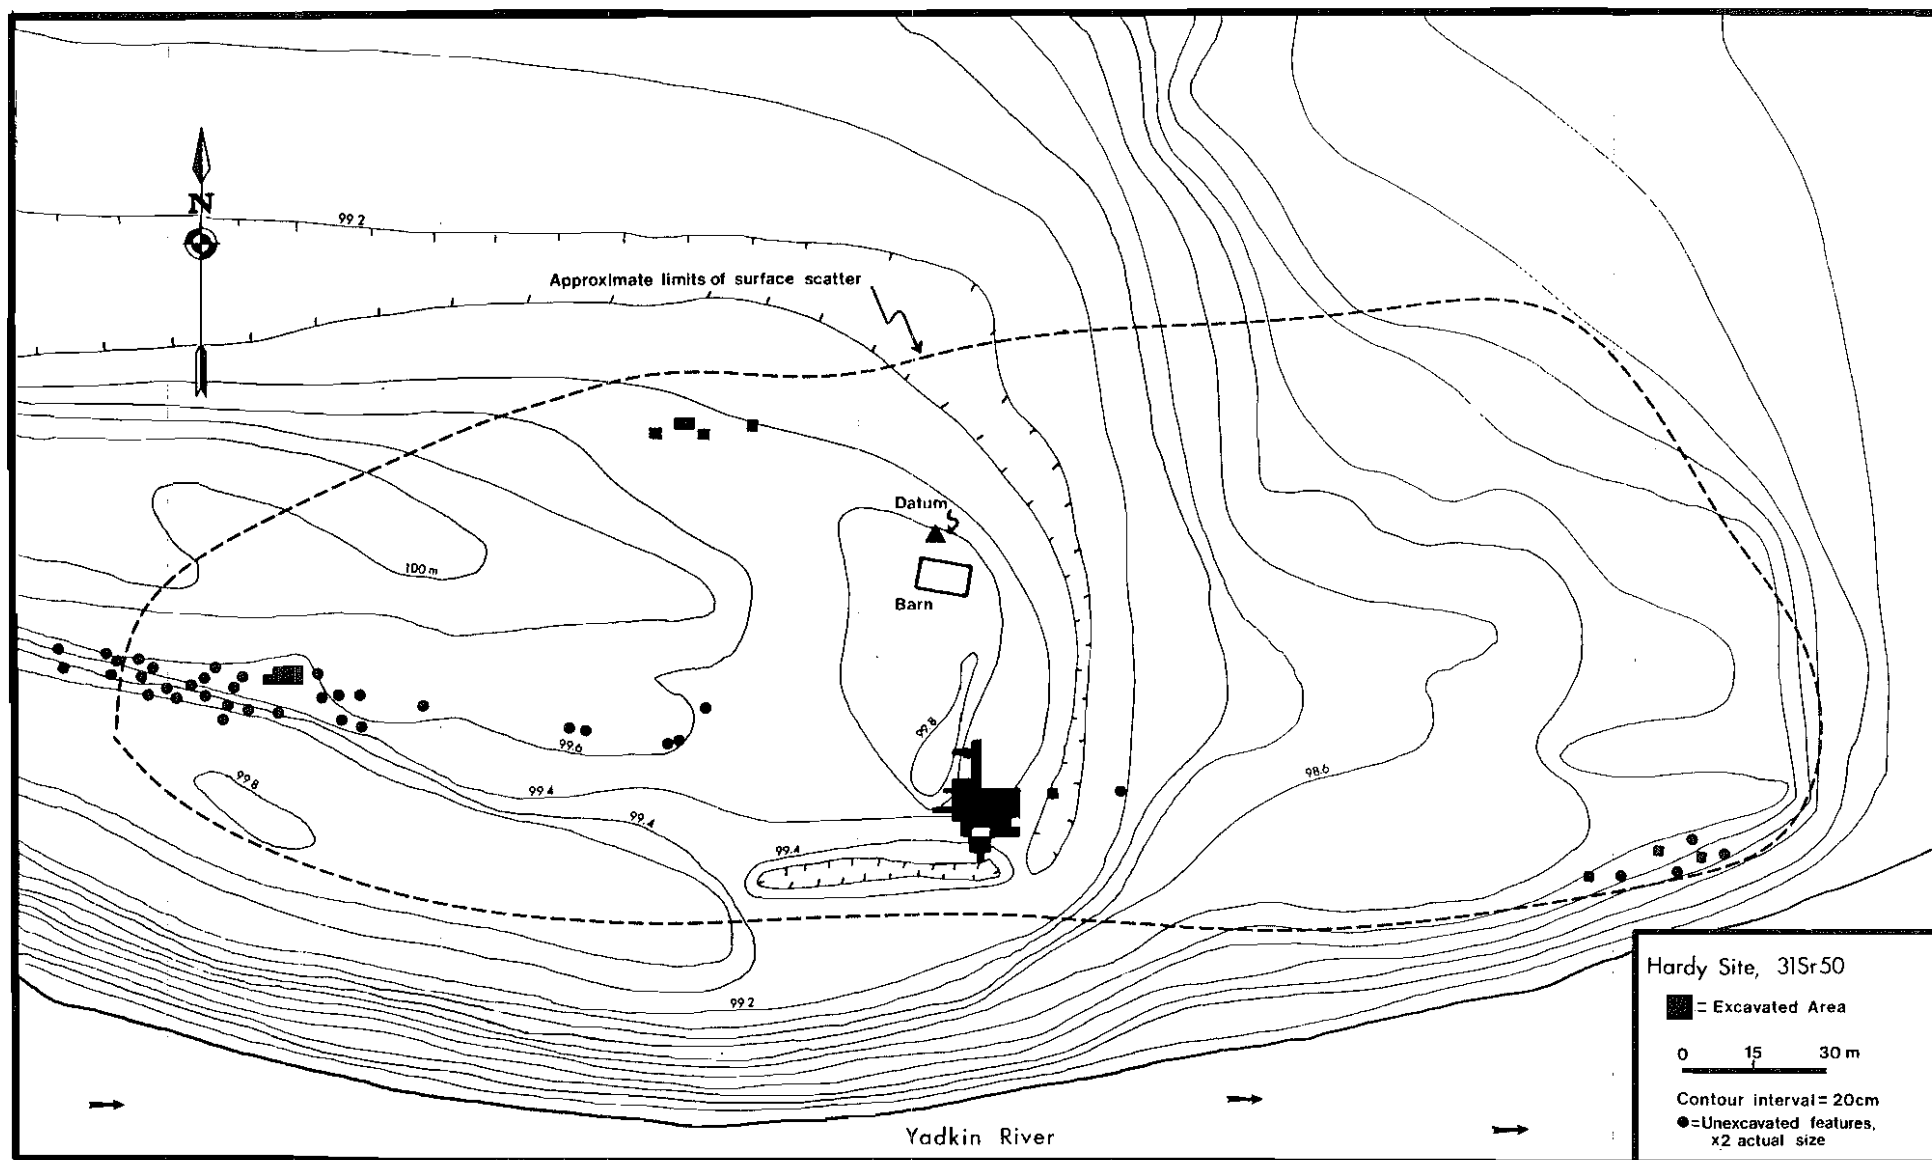 N
99.2
Approximate limits of surface scatter
Datum
100m
Barn
99.8
99.6
99.8
99.4
99.4
98.6
99.4
99.2
Hardy Site, 31Sr50
= Excavated Area
0 15 30 m
Contour interval = 20cm
=Unexcavated features,
x2 actual size
Yadkin River